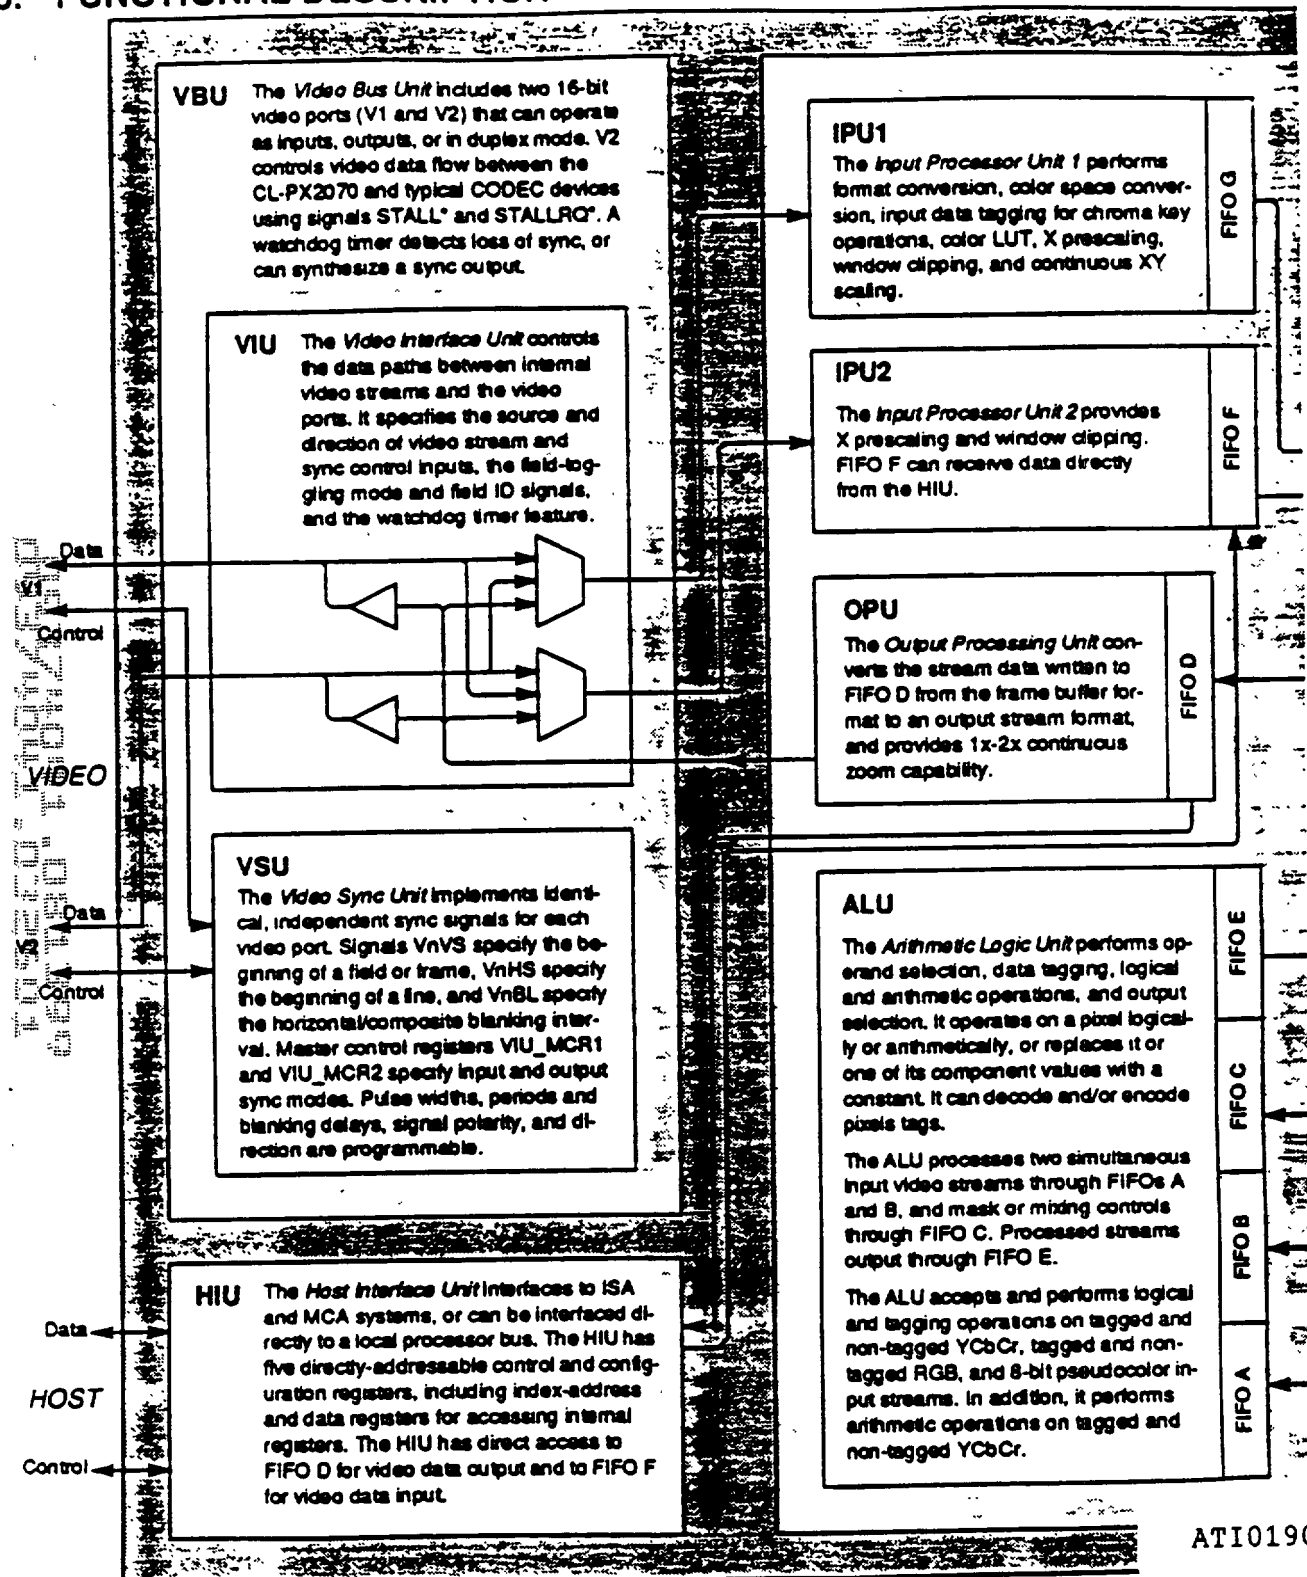 FUNCTIONAL DESCRIPTION
VBU
The Video Bus Unit includes two 16-bit
video ports (V1 and V2) that can operate
as inputs, outputs, or in duplex mode. V2
controls video data flow between the
CL-PX2070 and typical CODEC devices
using signals STALL* and STALLRQ*. A
watchdog timer detects loss of sync, or
can synthesize a sync output.
VIU
The Video Interface Unit controls
the data paths between internal
video streams and the video
ports. It specifies the source and
direction of video stream and
sync control inputs, the field-tog-
gling mode and field ID signals,
and the watchdog timer feature.
Data
V1
Control
VIDEO
Data
V2
Control
VSU
The Video Sync Unit implements identi-
cal, independent sync signals for each
video port. Signals VnVS specify the be-
ginning of a field or frame, VnHS specify
the beginning of a line, and VnBL specify
the horizontal/composite blanking inter-
val. Master control registers VIU_MCR1
and VIU_MCR2 specify input and output
sync modes. Pulse widths, periods and
blanking delays, signal polarity, and di-
rection are programmable.
HIU
The Host Interface Unit interfaces to ISA
and MCA systems, or can be interfaced di-
rectly to a local processor bus. The HIU has
five directly-addressable control and config-
uration registers, including index-address
and data registers for accessing internal
registers. The HIU has direct access to
FIFO D for video data output and to FIFO F
for video data input.
Data
HOST
Control
IPU1
The Input Processor Unit 1 performs
format conversion, color space conver-
sion, input data tagging for chroma key
operations, color LUT, X prescaling,
window clipping, and continuous XY
scaling.
FIFO G
IPU2
The Input Processor Unit 2 provides
X prescaling and window clipping.
FIFO F can receive data directly
from the HIU.
FIFO F
OPU
The Output Processing Unit con-
verts the stream data written to
FIFO D from the frame buffer for-
mat to an output stream format,
and provides 1x-2x continuous
zoom capability.
FIFO D
ALU
The Arithmetic Logic Unit performs op-
erand selection, data tagging, logical
and arithmetic operations, and output
selection. It operates on a pixel logical-
ly or arithmetically, or replaces it or
one of its component values with a
constant. It can decode and/or encode
pixels tags.
The ALU processes two simultaneous
input video streams through FIFOs A
and B, and mask or mixing controls
through FIFO C. Processed streams
output through FIFO E.
The ALU accepts and performs logical
and tagging operations on tagged and
non-tagged YCbCr, tagged and non-
tagged RGB, and 8-bit pseudocolor in-
put streams. In addition, it performs
arithmetic operations on tagged and
non-tagged YCbCr.
FIFO E
FIFO C
FIFO B
FIFO A
ATI0190